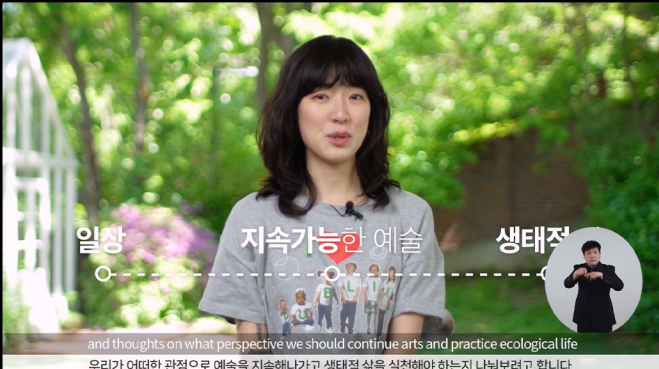 일상 지속가능한 예술 생태적
and thoughts on what perspective we should continue arts and practice ecological life
우리가 어떠한 관점으로 예술을 지속해나가고 생태적 삶을 실천해야 하는지 나눠보려고 합니다